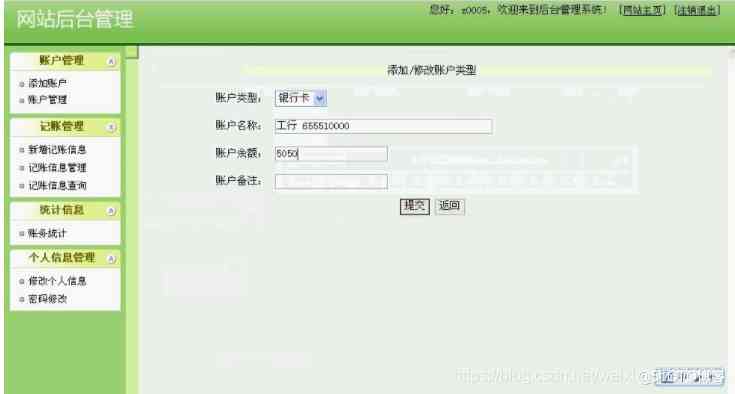 网站后台管理
您好：z0005，欢迎来到后台管理系统！ [网站主页] [注销退出]
账户管理
添加账户
账户管理
记账管理
新增记账信息
记账信息管理
记账信息查询
统计信息
账务统计
个人信息管理
修改个人信息
密码修改
添加/修改账户类型
账户类型： 银行卡
账户名称： 工行 655510000
账户余额： 5050
账户备注：
提交 返回